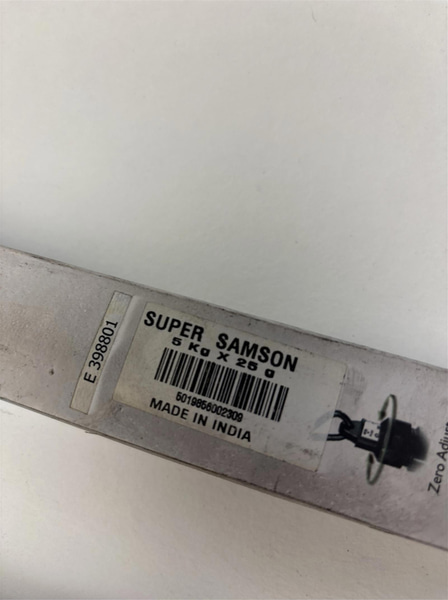 E 398801
SUPER SAMSON
5 Kg X 25 g
5019856002309
MADE IN INDIA
Zero Adju